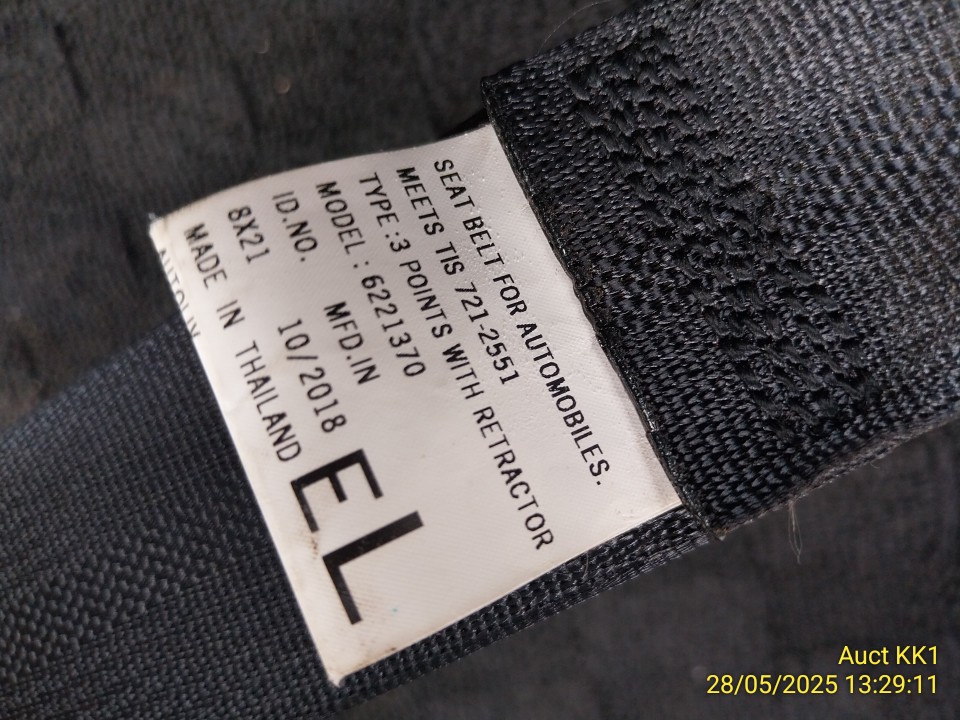 SEAT BELT FOR AUTOMOBILES.
MEETS TIS 721-2551
TYPE :3 POINTS WITH RETRACTOR
MODEL : 6221370
ID.NO. MFD.IN
8X21 10/2018
MADE IN THAILAND
EL
Auct KK1
28/05/2025 13:29:11